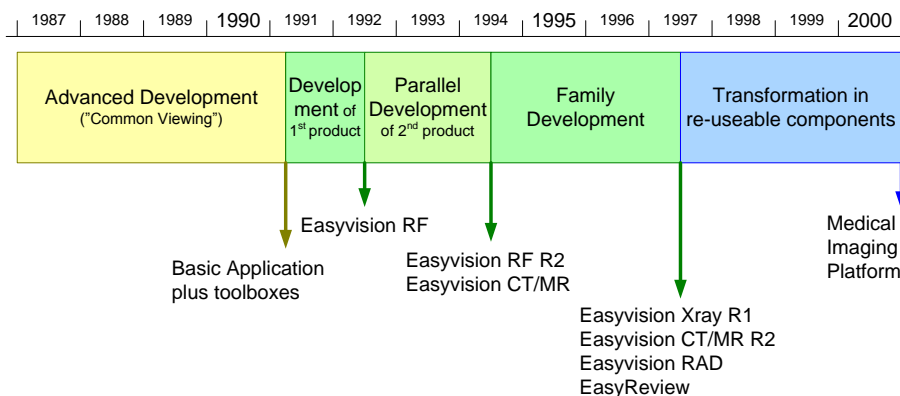 1987 1988 1989 1990 1991 1992 1993 1994 1995 1996 1997 1998 1999 2000
Advanced Development
("Common Viewing")
Develop
ment of
1st product
Parallel
Development
of 2nd product
Family
Development
Transformation in
re-useable components
Basic Application
plus toolboxes
Easyvision RF
Easyvision RF R2
Easyvision CT/MR
Easyvision Xray R1
Easyvision CT/MR R2
Easyvision RAD
EasyReview
Medical
Imaging
Platform